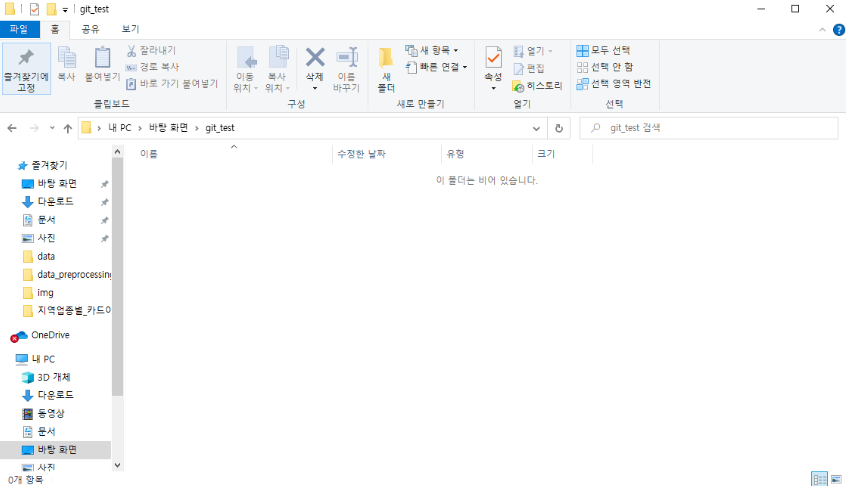 git_test
파일 홈 공유 보기
즐겨찾기에 고정
복사
붙여넣기
잘라내기
경로 복사
바로 가기 붙여넣기
클립보드
이동 위치
복사 위치
삭제
이름 바꾸기
구성
새 폴더
새 항목
빠른 연결
새로 만들기
속성
열기
편집
히스토리
열기
모두 선택
선택 안 함
선택 영역 반전
선택
내 PC > 바탕 화면 > git_test
git_test 검색
이름 수정한 날짜 유형 크기
이 폴더는 비어 있습니다.
즐겨찾기
바탕 화면
다운로드
문서
사진
data
data_preprocessing
img
지역업종별_카드이
OneDrive
내 PC
3D 개체
다운로드
동영상
문서
바탕 화면
사진
0개 항목